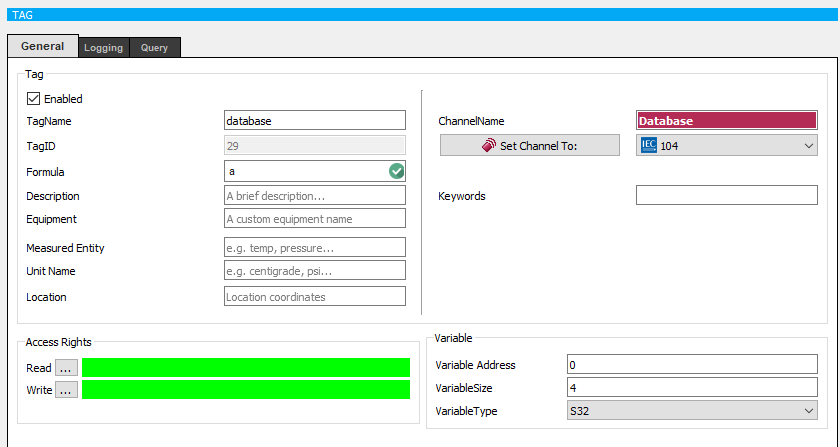 TAG
General Logging Query
Tag
Enabled
TagName database
TagID 29
Formula a
Description A brief description...
Equipment A custom equipment name
Measured Entity e.g. temp, pressure...
Unit Name e.g. centigrade, psi...
Location Location coordinates
ChannelName Database
Set Channel To: IEC 104
Keywords
Access Rights
Read ...
Write ...
Variable
Variable Address 0
VariableSize 4
VariableType S32